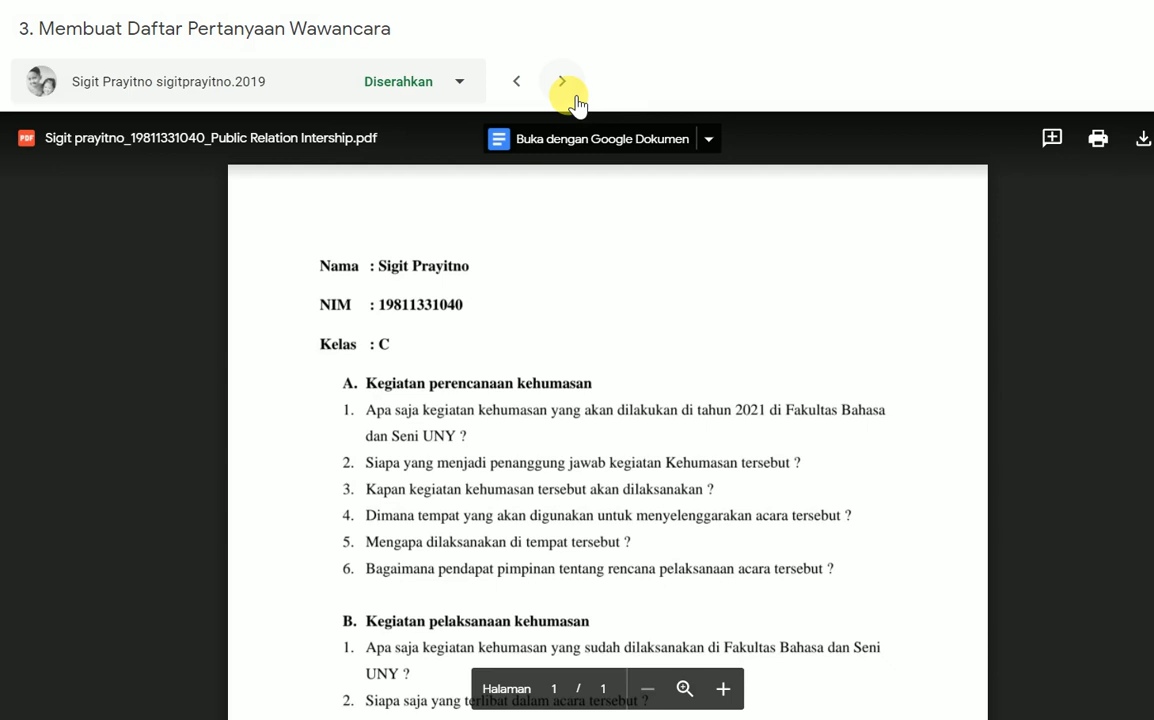 3. Membuat Daftar Pertanyaan Wawancara
Sigit Prayitno sigitprayitno.2019 Diserahkan
PDF Sigit prayitno_19811331040_Public Relation Intership.pdf Buka dengan Google Dokumen
Nama : Sigit Prayitno
NIM : 19811331040
Kelas : C
A. Kegiatan perencanaan kehumasan
1. Apa saja kegiatan kehumasan yang akan dilakukan di tahun 2021 di Fakultas Bahasa
dan Seni UNY ?
2. Siapa yang menjadi penanggung jawab kegiatan Kehumasan tersebut ?
3. Kapan kegiatan kehumasan tersebut akan dilaksanakan ?
4. Dimana tempat yang akan digunakan untuk menyelenggarakan acara tersebut ?
5. Mengapa dilaksanakan di tempat tersebut ?
6. Bagaimana pendapat pimpinan tentang rencana pelaksanaan acara tersebut ?
B. Kegiatan pelaksanaan kehumasan
1. Apa saja kegiatan kehumasan yang sudah dilaksanakan di Fakultas Bahasa dan Seni
UNY ?
Halaman 1 / 1
2. Siapa saja yang terlibat dalam acara tersebut ?